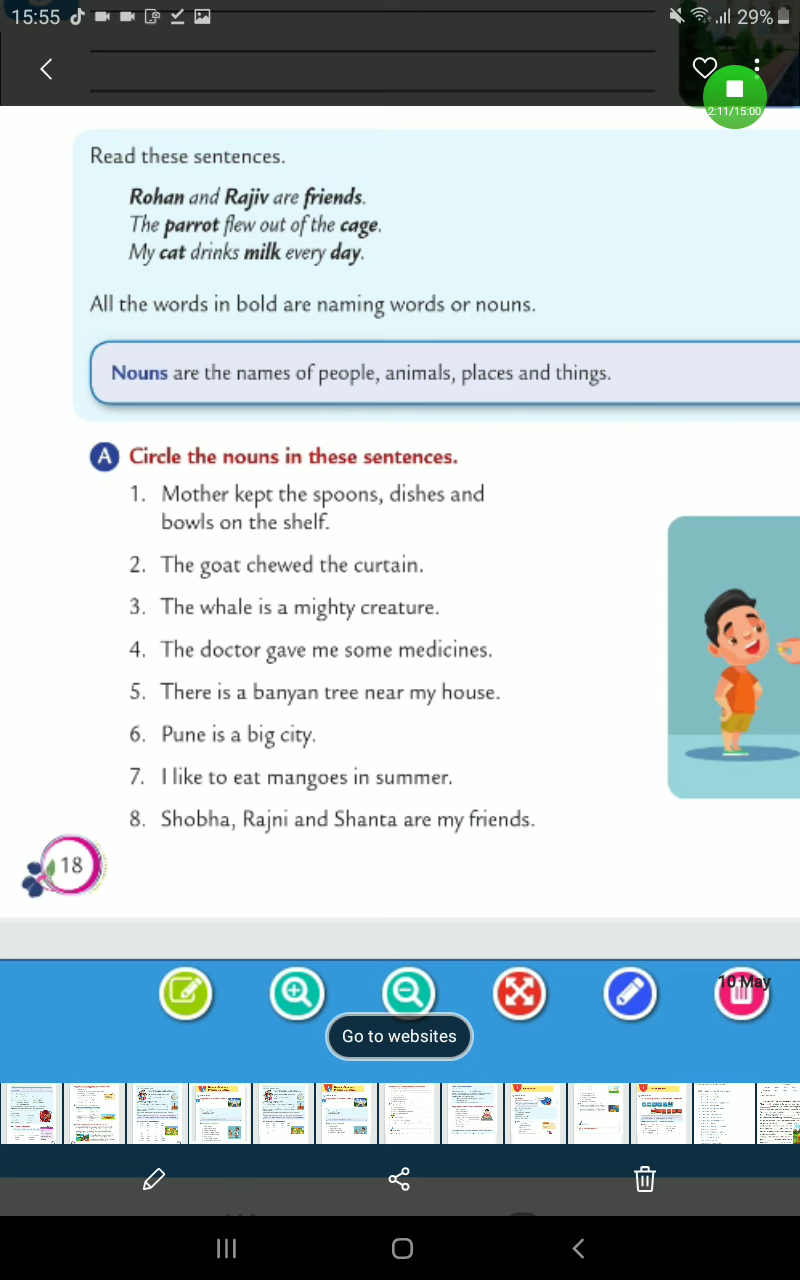 15:55
29%
2:11/15:00
Read these sentences.
Rohan and Rajiv are friends.
The parrot flew out of the cage.
My cat drinks milk every day.
All the words in bold are naming words or nouns.
Nouns are the names of people, animals, places and things.
A Circle the nouns in these sentences.
1. Mother kept the spoons, dishes and
bowls on the shelf.
2. The goat chewed the curtain.
3. The whale is a mighty creature.
4. The doctor gave me some medicines.
5. There is a banyan tree near my house.
6. Pune is a big city.
7. I like to eat mangoes in summer.
8. Shobha, Rajni and Shanta are my friends.
18
10 May
Go to websites